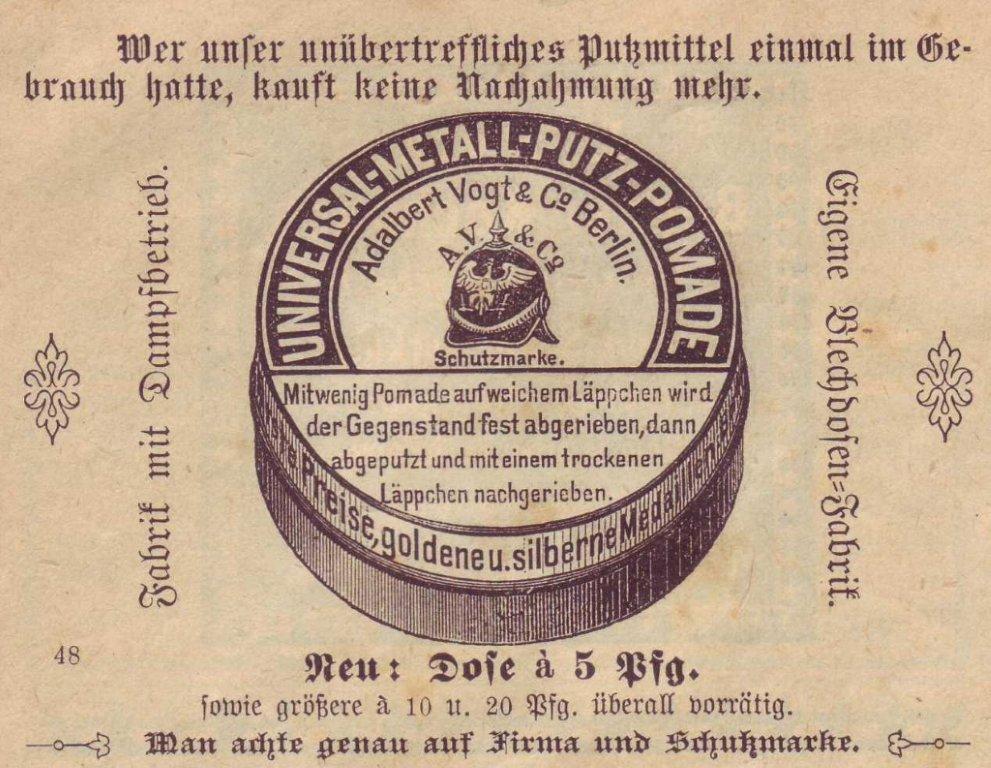 Wer unser unübertreffliches Putzmittel einmal im Ge-
brauch hatte, kauft keine Nachahmung mehr.
Fabrik mit Dampfbetrieb.
UNIVERSAL-METALL-PUTZ-POMADE
Adalbert Vogt & Co Berlin.
A.V. & Co
Schutzmarke.
Mit wenig Pomade auf weichem Läppchen wird
der Gegenstand fest abgerieben, dann
abgeputzt und mit einem trockenen
Läppchen nachgerieben.
Preise, goldene u. silberne Medaillen
Eigene Blechdosen-Fabrik.
48
Neu: Dose à 5 Pfg.
sowie größere à 10 u. 20 Pfg. überall vorrätig.
Man achte genau auf Firma und Schutzmarke.